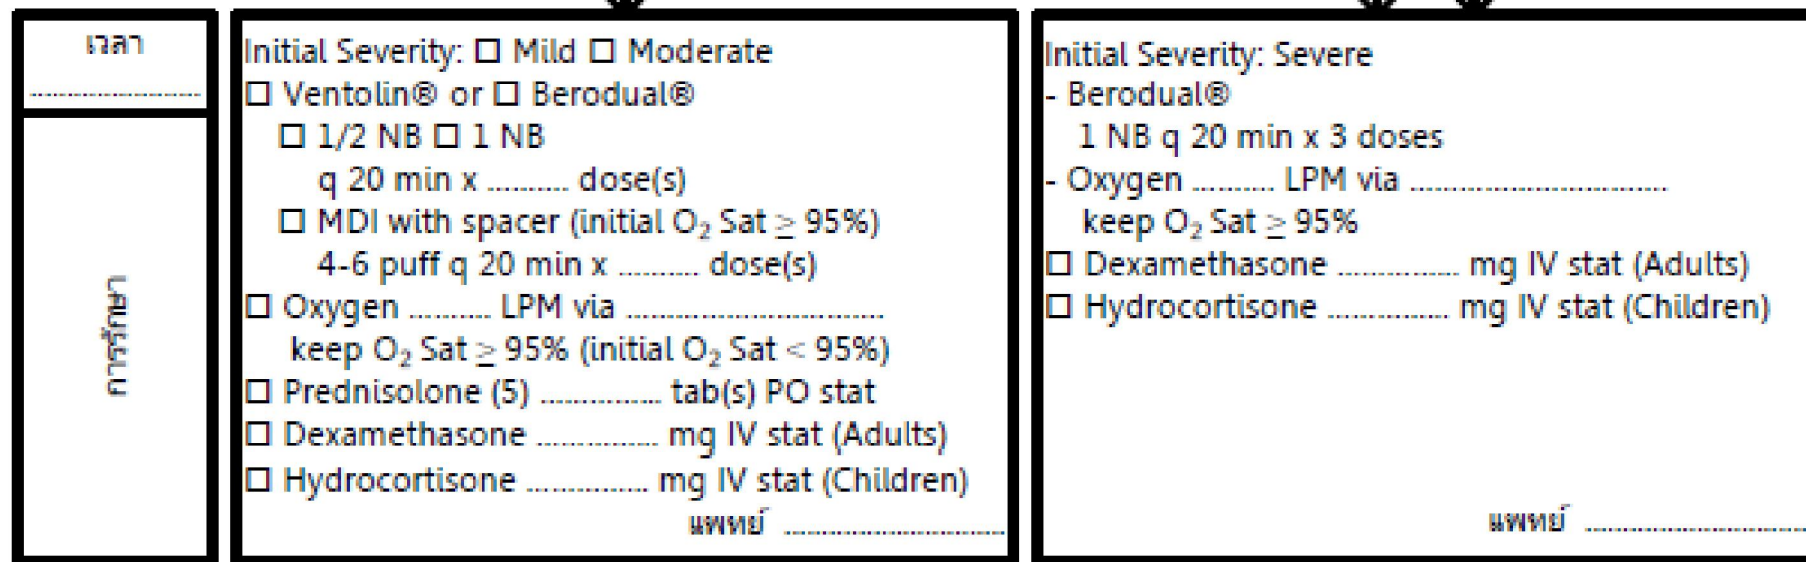 เวลา
..............................
การรักษา
Initial Severity: ☐ Mild ☐ Moderate
☐ Ventolin® or ☐ Berodual®
☐ 1/2 NB ☐ 1 NB
q 20 min x .......... dose(s)
☐ MDI with spacer (initial O₂ Sat ≥ 95%)
4-6 puff q 20 min x .......... dose(s)
☐ Oxygen .......... LPM via ................................
keep O₂ Sat ≥ 95% (initial O₂ Sat < 95%)
☐ Prednisolone (5) ............... tab(s) PO stat
☐ Dexamethasone ............... mg IV stat (Adults)
☐ Hydrocortisone ............... mg IV stat (Children)
แพทย์ ................................
Initial Severity: Severe
- Berodual®
1 NB q 20 min x 3 doses
- Oxygen .......... LPM via ................................
keep O₂ Sat ≥ 95%
☐ Dexamethasone ............... mg IV stat (Adults)
☐ Hydrocortisone ............... mg IV stat (Children)
แพทย์ ................................